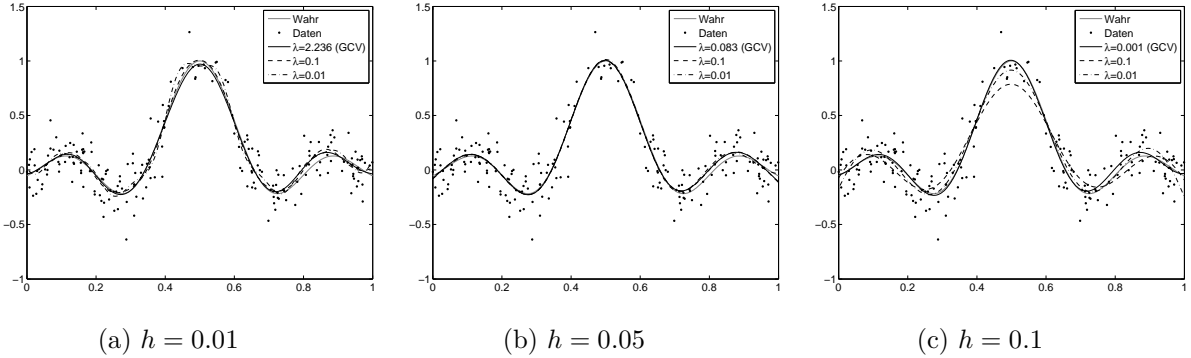 1.5
1
0.5
0
−0.5
−1
0
0.2
0.4
0.6
0.8
1
Wahr
Daten
λ=2.236 (GCV)
λ=0.1
λ=0.01
(a) h = 0.01
1.5
1
0.5
0
−0.5
−1
0
0.2
0.4
0.6
0.8
1
Wahr
Daten
λ=0.083 (GCV)
λ=0.1
λ=0.01
(b) h = 0.05
1.5
1
0.5
0
−0.5
−1
0
0.2
0.4
0.6
0.8
1
Wahr
Daten
λ=0.001 (GCV)
λ=0.1
λ=0.01
(c) h = 0.1